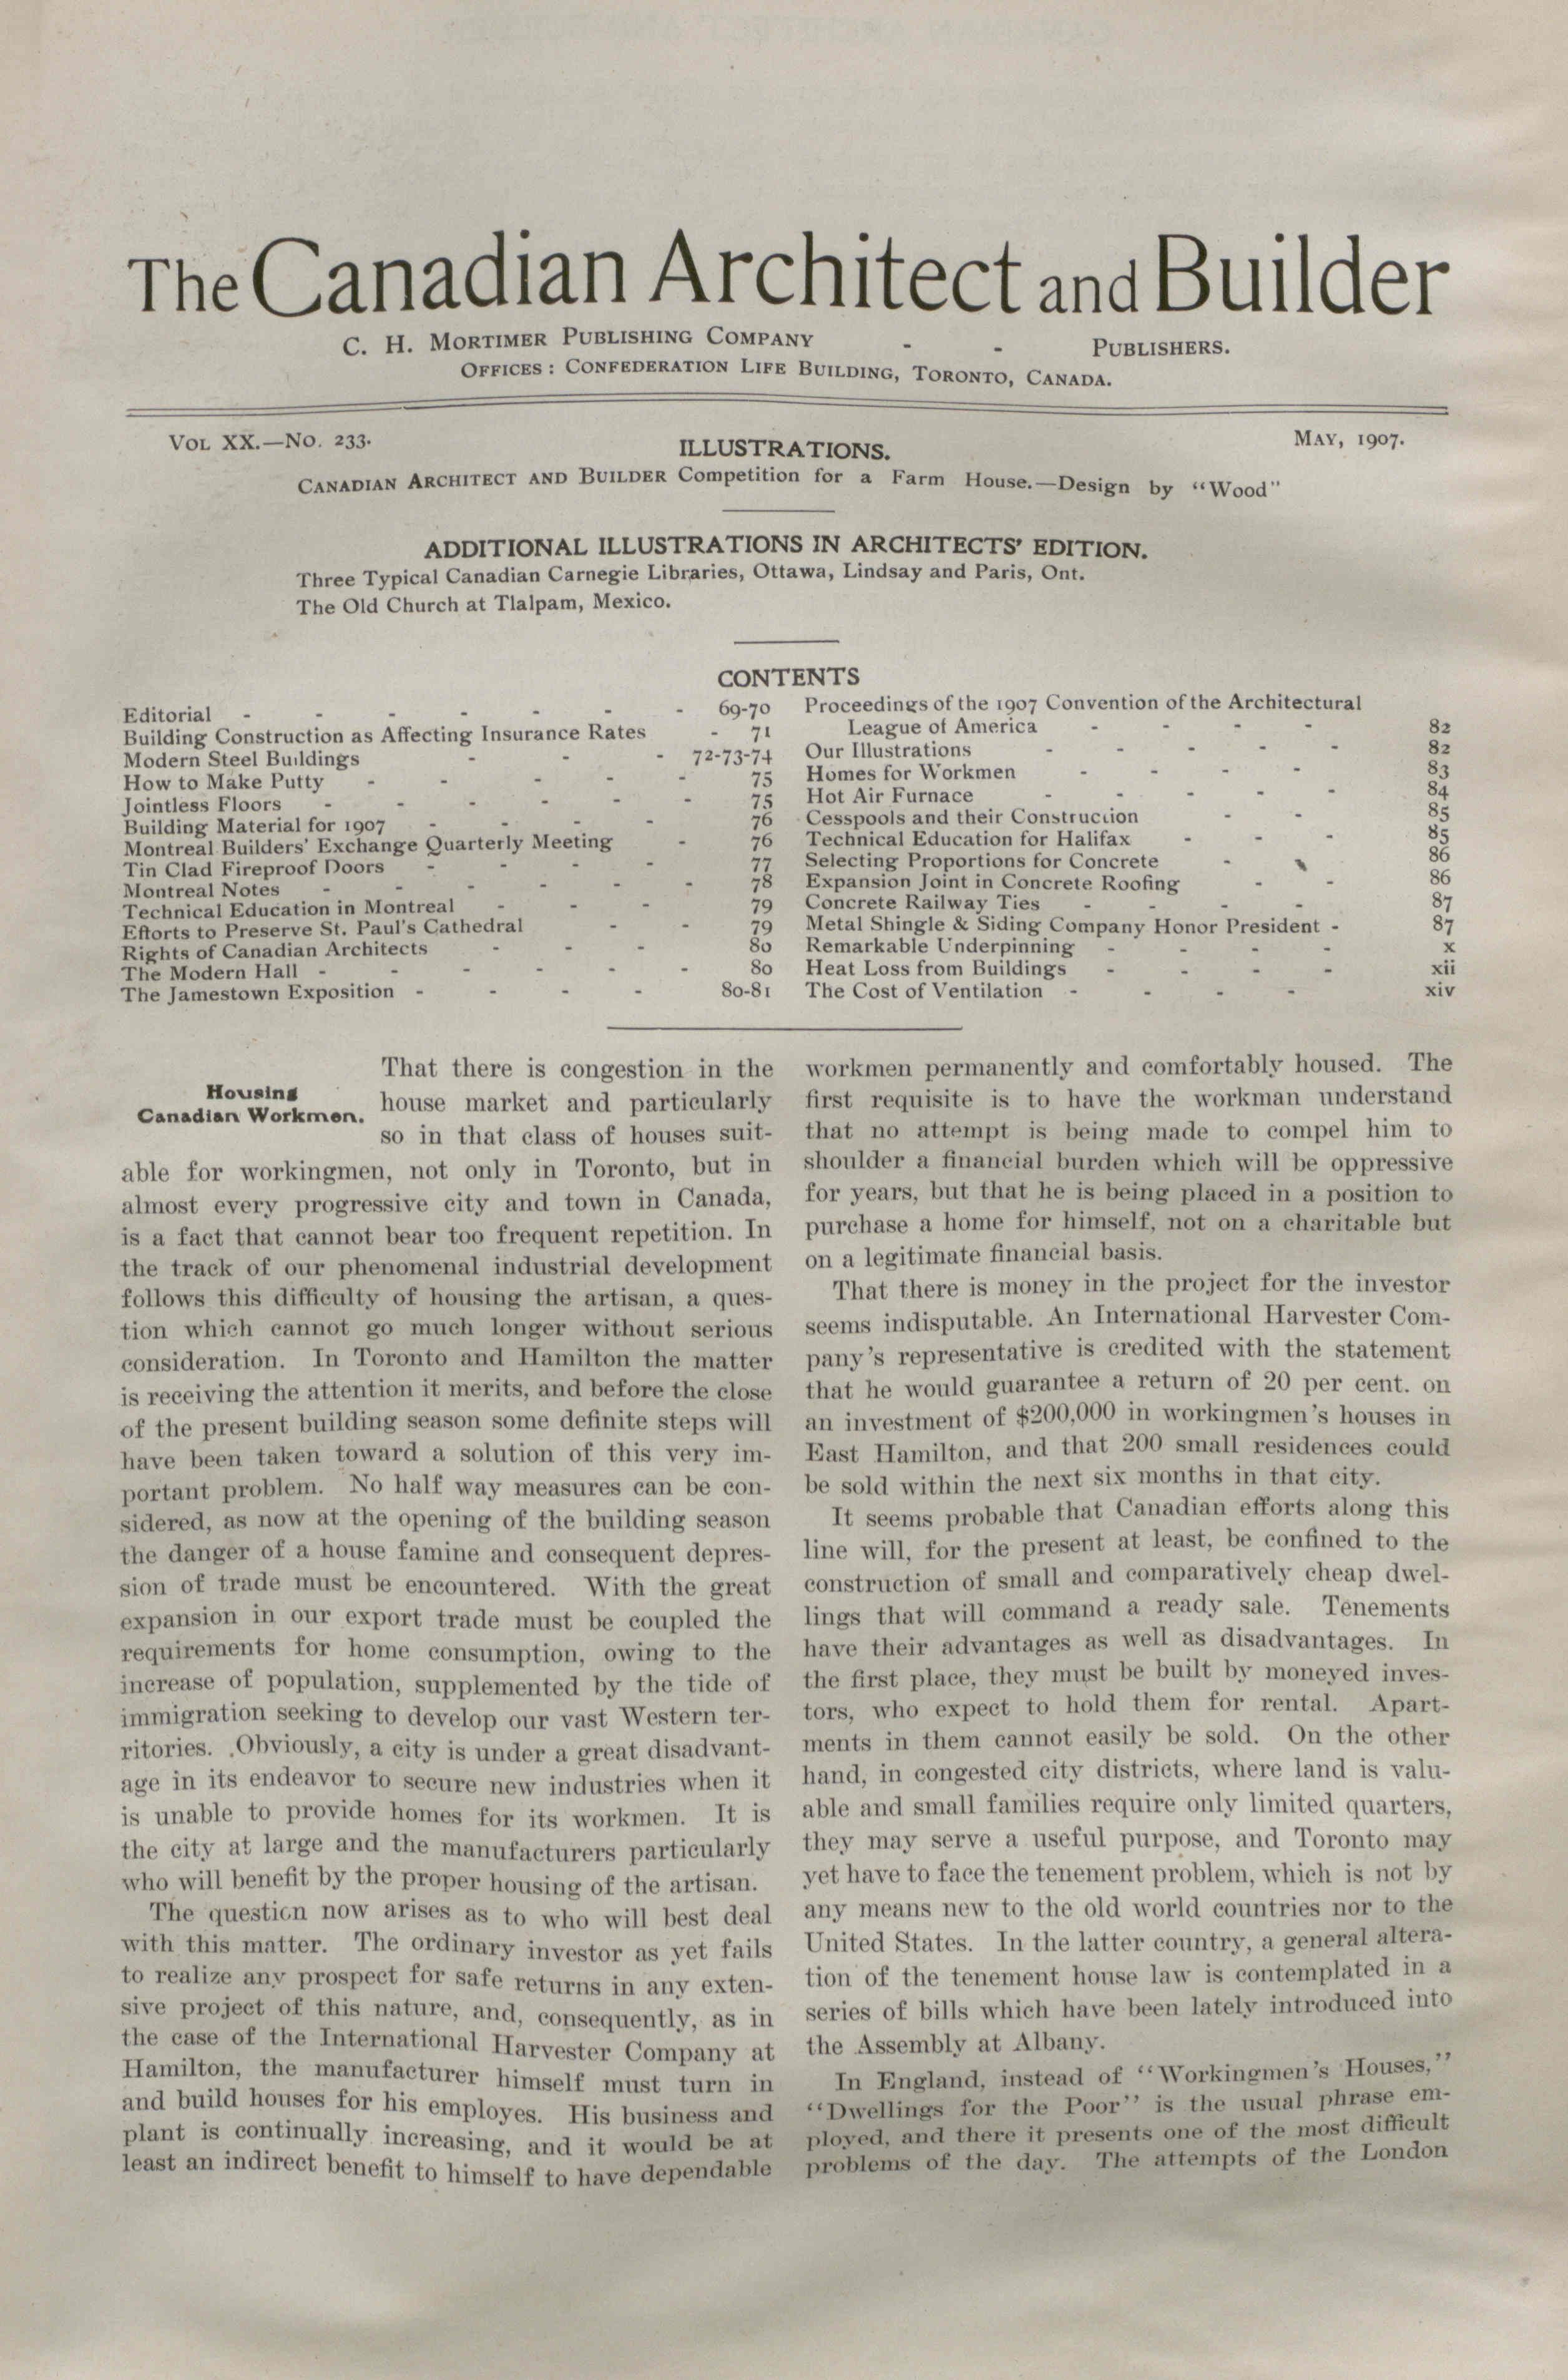 The Canadian Architect and Builder
C. H. MORTIMER PUBLISHING COMPANY - - PUBLISHERS.
OFFICES: CONFEDERATION LIFE BUILDING, TORONTO, CANADA.
VOL XX.—NO. 233.
MAY, 1907.
ILLUSTRATIONS.
CANADIAN ARCHITECT AND BUILDER Competition for a Farm House.—Design by "Wood"
ADDITIONAL ILLUSTRATIONS IN ARCHITECTS' EDITION.
Three Typical Canadian Carnegie Libraries, Ottawa, Lindsay and Paris, Ont.
The Old Church at Tlalpam, Mexico.
CONTENTS
Editorial - - - - - - - 69-70
Building Construction as Affecting Insurance Rates - 71
Modern Steel Buildings - - - 72-73-74
How to Make Putty - - - - - 75
Jointless Floors - - - - - - 75
Building Material for 1907 - - - - 76
Montreal Builders' Exchange Quarterly Meeting - 76
Tin Clad Fireproof Doors - - - - 77
Montreal Notes - - - - - - 78
Technical Education in Montreal - - - 79
Efforts to Preserve St. Paul's Cathedral - - 79
Rights of Canadian Architects - - - 80
The Modern Hall - - - - - - 80
The Jamestown Exposition - - - - 80-81
Proceedings of the 1907 Convention of the Architectural
League of America - - - - 82
Our Illustrations - - - - - 82
Homes for Workmen - - - - 83
Hot Air Furnace - - - - - 84
Cesspools and their Construction - - 85
Technical Education for Halifax - - - 85
Selecting Proportions for Concrete - 86
Expansion Joint in Concrete Roofing - - 86
Concrete Railway Ties - - - - 87
Metal Shingle & Siding Company Honor President - 87
Remarkable Underpinning - - - - x
Heat Loss from Buildings - - - - xii
The Cost of Ventilation - - - - xiv
Housing
Canadian Workmen.
That there is congestion in the
house market and particularly
so in that class of houses suit-
able for workingmen, not only in Toronto, but in
almost every progressive city and town in Canada,
is a fact that cannot bear too frequent repetition. In
the track of our phenomenal industrial development
follows this difficulty of housing the artisan, a ques-
tion which cannot go much longer without serious
consideration. In Toronto and Hamilton the matter
is receiving the attention it merits, and before the close
of the present building season some definite steps will
have been taken toward a solution of this very im-
portant problem. No half way measures can be con-
sidered, as now at the opening of the building season
the danger of a house famine and consequent depres-
sion of trade must be encountered. With the great
expansion in our export trade must be coupled the
requirements for home consumption, owing to the
increase of population, supplemented by the tide of
immigration seeking to develop our vast Western ter-
ritories. Obviously, a city is under a great disadvant-
age in its endeavor to secure new industries when it
is unable to provide homes for its workmen. It is
the city at large and the manufacturers particularly
who will benefit by the proper housing of the artisan.
The question now arises as to who will best deal
with this matter. The ordinary investor as yet fails
to realize any prospect for safe returns in any exten-
sive project of this nature, and, consequently, as in
the case of the International Harvester Company at
Hamilton, the manufacturer himself must turn in
and build houses for his employes. His business and
plant is continually increasing, and it would be at
least an indirect benefit to himself to have dependable
workmen permanently and comfortably housed. The
first requisite is to have the workman understand
that no attempt is being made to compel him to
shoulder a financial burden which will be oppressive
for years, but that he is being placed in a position to
purchase a home for himself, not on a charitable but
on a legitimate financial basis.
That there is money in the project for the investor
seems indisputable. An International Harvester Com-
pany's representative is credited with the statement
that he would guarantee a return of 20 per cent. on
an investment of $200,000 in workingmen's houses in
East Hamilton, and that 200 small residences could
be sold within the next six months in that city.
It seems probable that Canadian efforts along this
line will, for the present at least, be confined to the
construction of small and comparatively cheap dwel-
lings that will command a ready sale. Tenements
have their advantages as well as disadvantages. In
the first place, they must be built by moneyed inves-
tors, who expect to hold them for rental. Apart-
ments in them cannot easily be sold. On the other
hand, in congested city districts, where land is valu-
able and small families require only limited quarters,
they may serve a useful purpose, and Toronto may
yet have to face the tenement problem, which is not by
any means new to the old world countries nor to the
United States. In the latter country, a general altera-
tion of the tenement house law is contemplated in a
series of bills which have been lately introduced into
the Assembly at Albany.
In England, instead of "Workingmen's Houses,"
"Dwellings for the Poor" is the usual phrase em-
ployed, and there it presents one of the most difficult
problems of the day. The attempts of the London